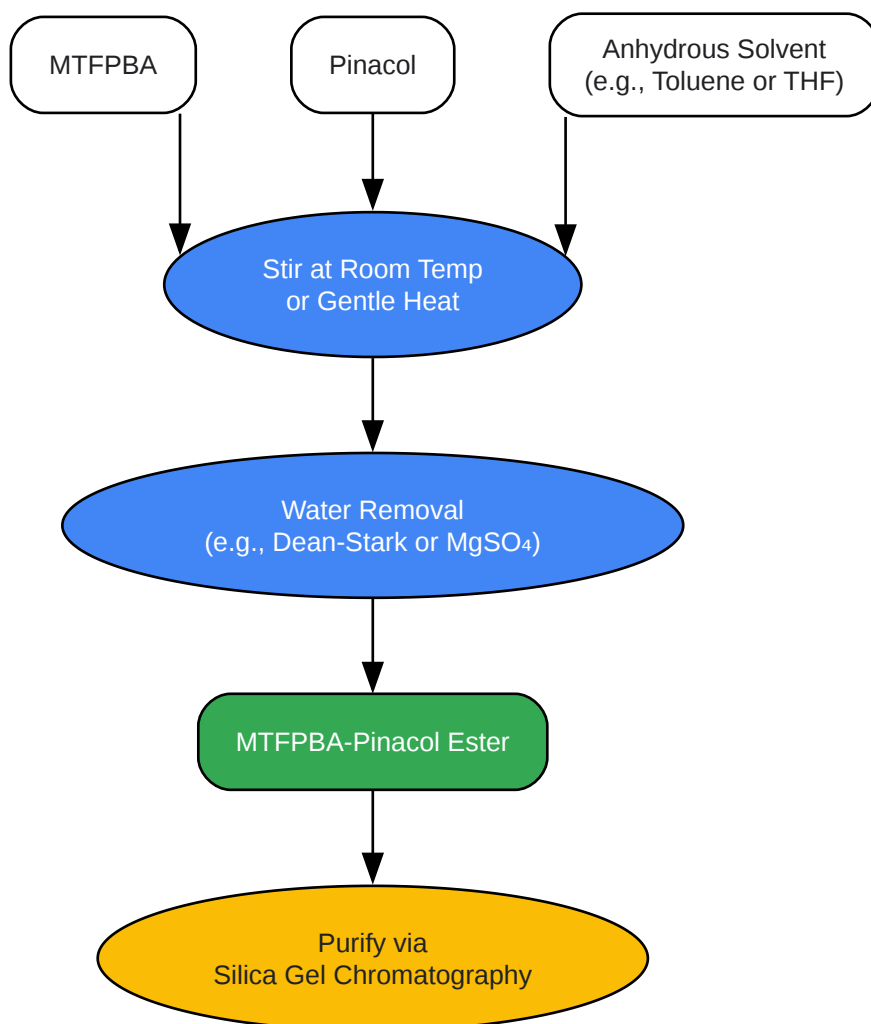 MTFPBA
Pinacol
Anhydrous Solvent
(e.g., Toluene or THF)
Stir at Room Temp
or Gentle Heat
Water Removal
(e.g., Dean-Stark or MgSO₄)
MTFPBA-Pinacol Ester
Purify via
Silica Gel Chromatography